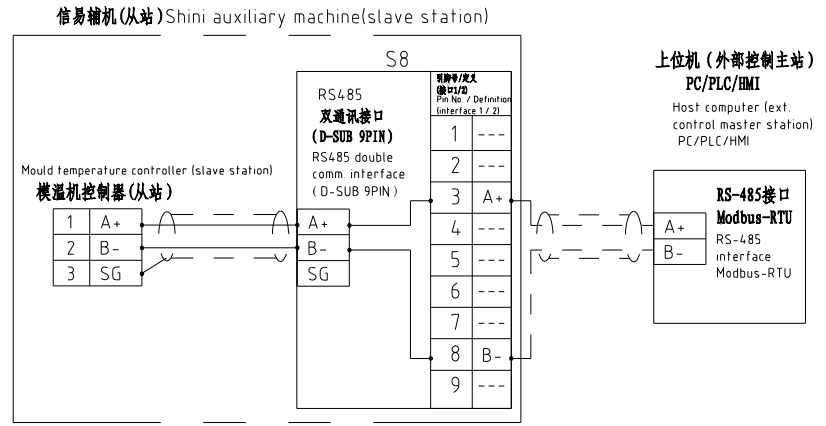 信易辅机(从站)Shini auxiliary machine(slave station)
S8
RS485
双通讯接口
(D-SUB 9PIN)
RS485 double
comm. interface
(D-SUB 9PIN)
引脚号/定义
(接口1/2)
Pin No. / Definition
(interface 1 / 2)
1 ---
2 ---
3 A+
4 ---
5 ---
6 ---
7 ---
8 B-
9 ---
Mould temperature controller (slave station)
模温机控制器(从站)
1 A+
2 B-
3 SG
A+
B-
SG
上位机(外部控制主站)
PC/PLC/HMI
Host computer (ext.
control master station)
PC/PLC/HMI
A+
B-
RS-485接口
Modbus-RTU
RS-485
interface
Modbus-RTU